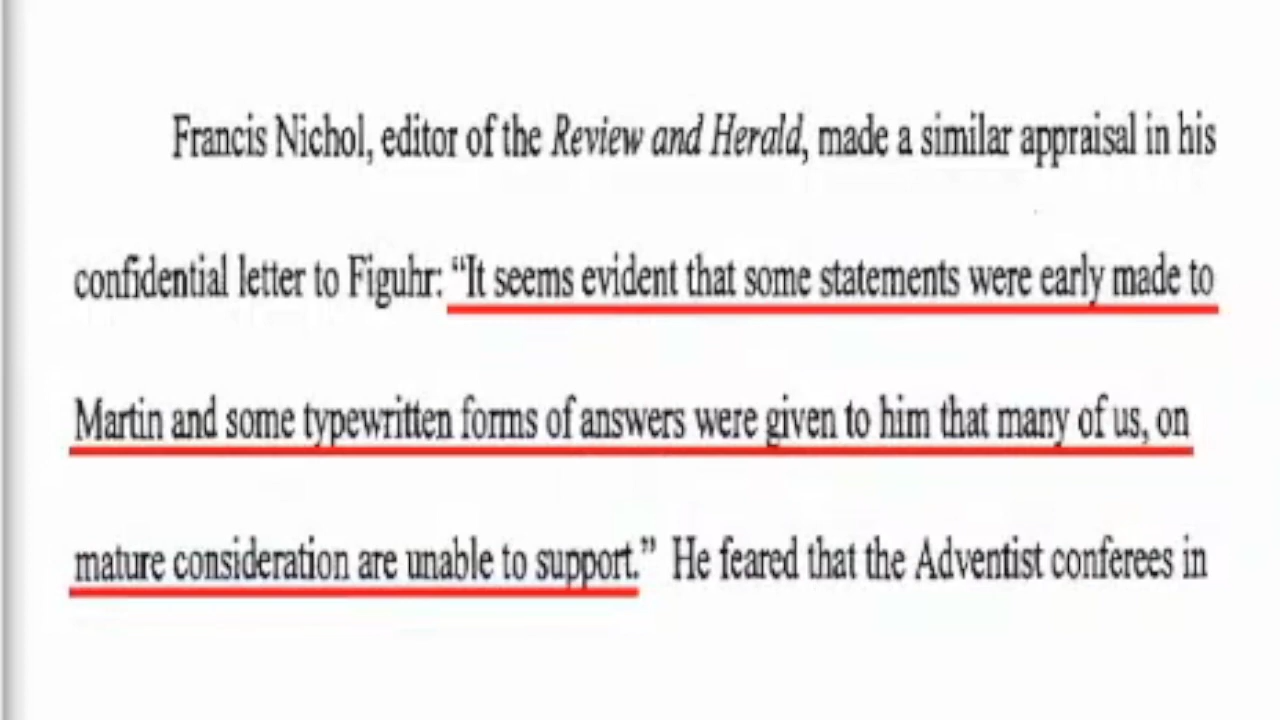 Francis Nichol, editor of the Review and Herald, made a similar appraisal in his
confidential letter to Figuhr: “It seems evident that some statements were early made to
Martin and some typewritten forms of answers were given to him that many of us, on
mature consideration are unable to support.” He feared that the Adventist conferees in